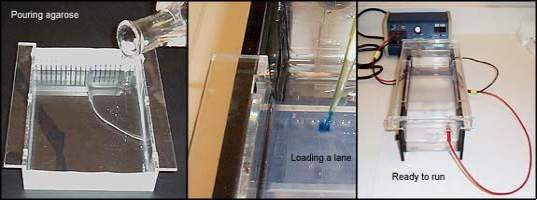 Pouring agarose
Loading a lane
Ready to run